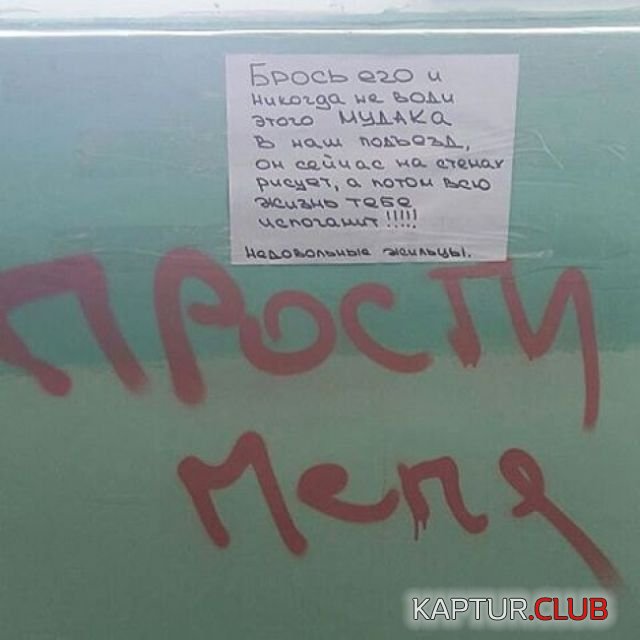 Брось его и
никогда не води
этого МУДАКА
в наш подъезд,
он сейчас на стенах
рисует, а потом всю
жизнь тебе
испоганит!!!!!
Недовольные жильцы.
ПРОСТИ
Меня
KAPTUR.CLUB